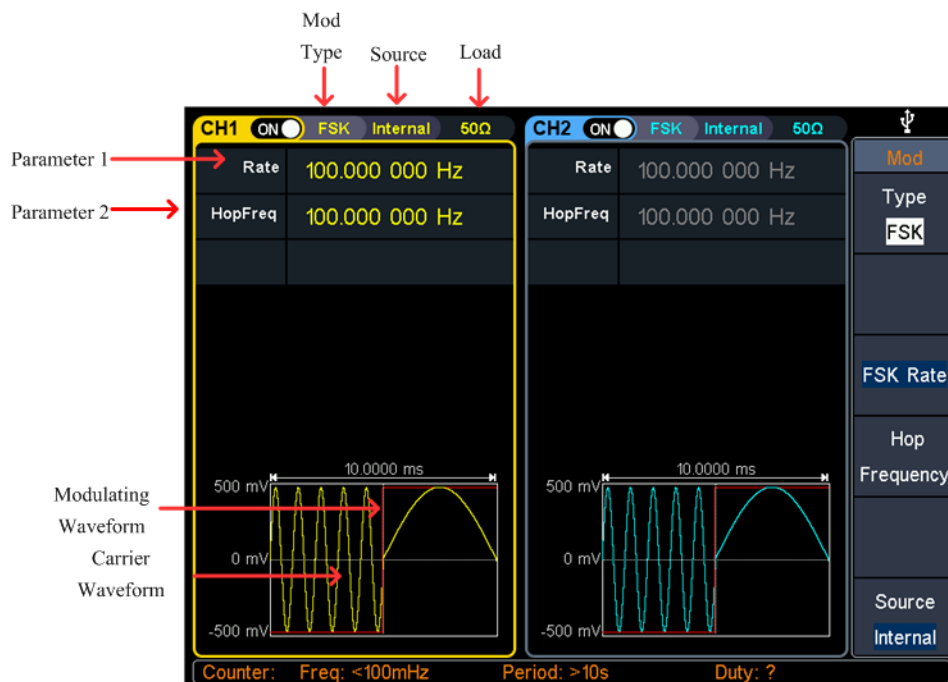 Mod
Type
Source
Load
CH1 ON FSK Internal 50Ω
CH2 ON FSK Internal 50Ω
Parameter 1
Rate 100.000 000 Hz
Parameter 2
HopFreq 100.000 000 Hz
Rate 100.000 000 Hz
HopFreq 100.000 000 Hz
Mod
Type
FSK
FSK Rate
Hop
Frequency
Source
Internal
10.0000 ms
500 mV
0 mV
-500 mV
Modulating
Waveform
Carrier
Waveform
10.0000 ms
500 mV
0 mV
-500 mV
Counter: Freq: <100mHz Period: >10s Duty: ?